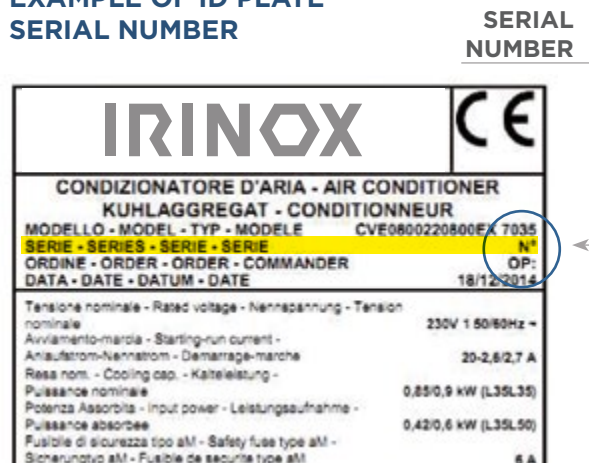 EXAMPLE OF ID PLATE
SERIAL NUMBER
SERIAL
NUMBER
IRINOX
CE
CONDIZIONATORE D'ARIA - AIR CONDITIONER
KUHLAGGREGAT - CONDITIONNEUR
MODELLO - MODEL - TYP - MODELE CVE0800220800EX 7035
SERIE - SERIES - SERIE - SERIE N°
ORDINE - ORDER - ORDER - COMMANDER OP:
DATA - DATE - DATUM - DATE 18/12/2014
Tensione nominale - Rated voltage - Nennspannung - Tension
nominale 230V 1 50/60Hz ~
Avviamento-marcia - Starting-run current -
Anlaufstrom-Nennstrom - Demarrage-marche 20-2,6/2,7 A
Resa nom. - Cooling cap. - Kalteleistung -
Puissance nominale 0,85/0,9 kW (L35L35)
Potenza Assorbita - Input power - Leistungsaufnahme -
Puissance absorbee 0,42/0,6 kW (L35L50)
Fusibile di sicurezza tipo aM - Safety fuse type aM -
Sicherungtyp aM - Fusible de securite type aM 6 A